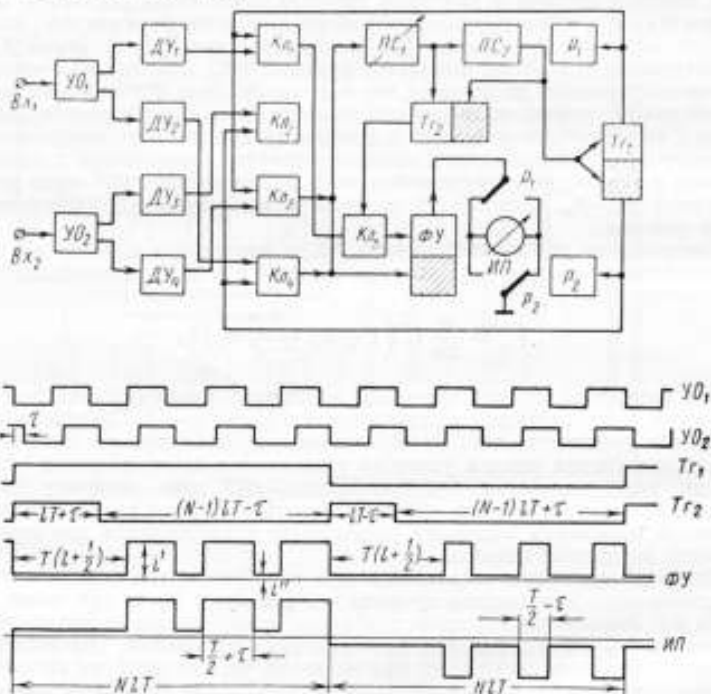 УО₁
ДУ₁
Кл₁
ПС₁
ПС₂
Р₁
Вх₁
ДУ₂
Кл₂
Тг₂
Тг₁
ДУ₃
Кл₃
Р₁
УО₂
Кл₅
ФУ
Вх₂
ИП
ДУ₄
Кл₄
Р₂
Р₂
УО₁
τ
УО₂
Тг₁
lT+τ
(N-1)lT-τ
lT-τ
(N-1)lT+τ
Тг₂
T(l+1/2)
i'
T(l+1/2)
i''
ФУ
T/2-τ
ИП
T/2+τ
NlT
NlT